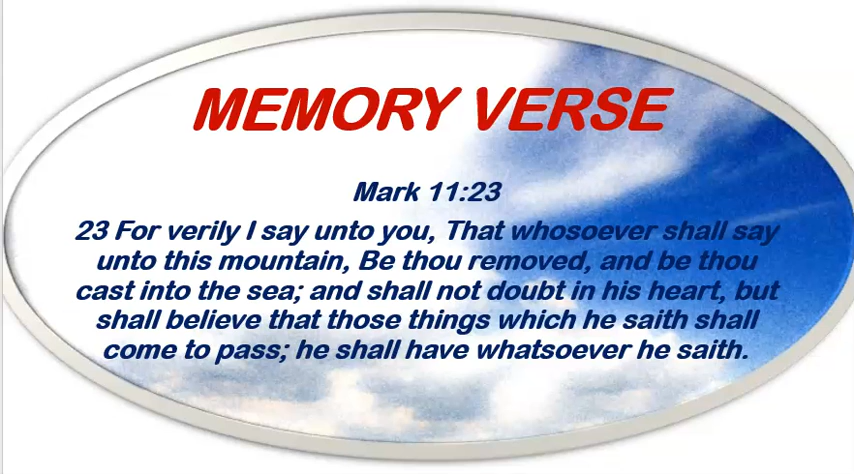 MEMORY VERSE
Mark 11:23
23 For verily I say unto you, That whosoever shall say
unto this mountain, Be thou removed, and be thou
cast into the sea; and shall not doubt in his heart, but
shall believe that those things which he saith shall
come to pass; he shall have whatsoever he saith.